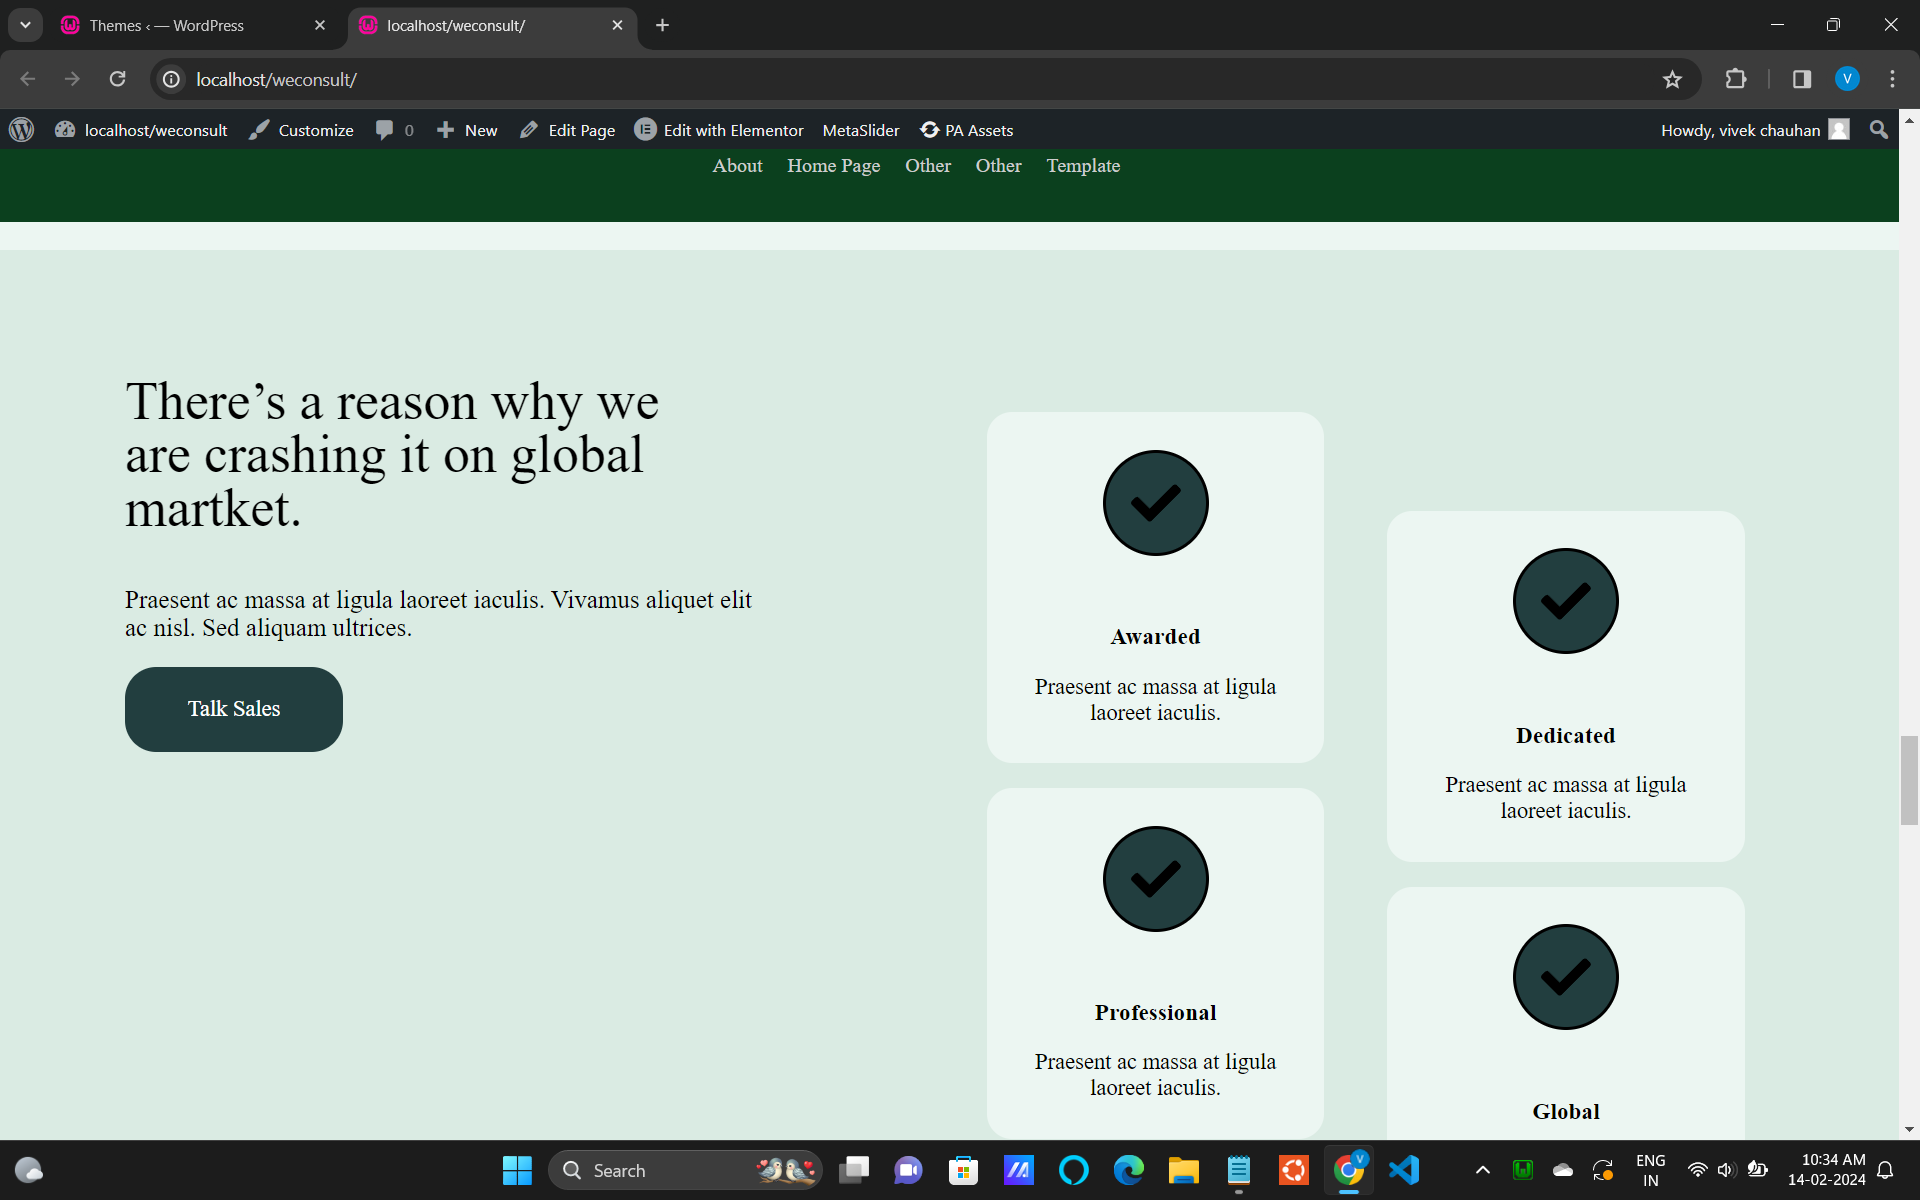 Themes ‹ — WordPress
localhost/weconsult/
localhost/weconsult/
localhost/weconsult Customize 0 New Edit Page Edit with Elementor MetaSlider PA Assets Howdy, vivek chauhan
About Home Page Other Other Template
There’s a reason why we
are crashing it on global
martket.
Praesent ac massa at ligula laoreet iaculis. Vivamus aliquet elit
ac nisl. Sed aliquam ultrices.
Talk Sales
Awarded
Praesent ac massa at ligula
laoreet iaculis.
Dedicated
Praesent ac massa at ligula
laoreet iaculis.
Professional
Praesent ac massa at ligula
laoreet iaculis.
Global
Search
ENG
IN
10:34 AM
14-02-2024